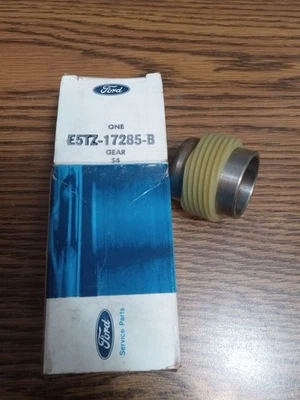 Ford
ONE
E5TZ-17285-B
GEAR
54
Ford
Service Parts